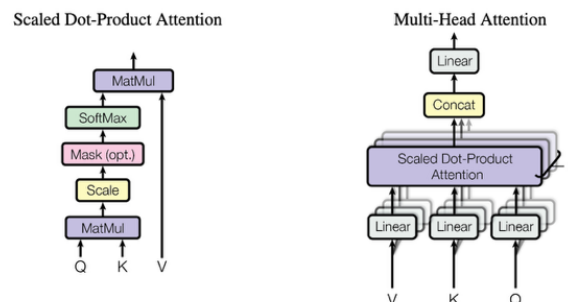 Scaled Dot-Product Attention
MatMul
SoftMax
Mask (opt.)
Scale
MatMul
Q K V
Multi-Head Attention
Linear
Concat
Scaled Dot-Product
Attention
Linear Linear Linear
V K Q